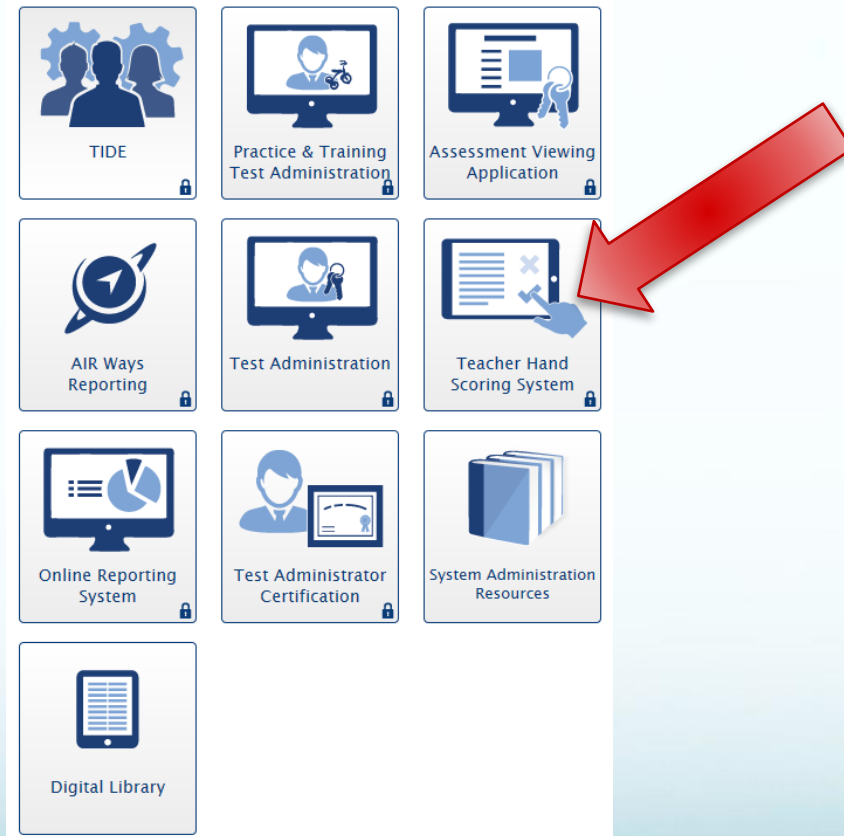 TIDE
Practice & Training
Test Administration
Assessment Viewing
Application
AIR Ways
Reporting
Test Administration
Teacher Hand
Scoring System
Online Reporting
System
Test Administrator
Certification
System Administration
Resources
Digital Library